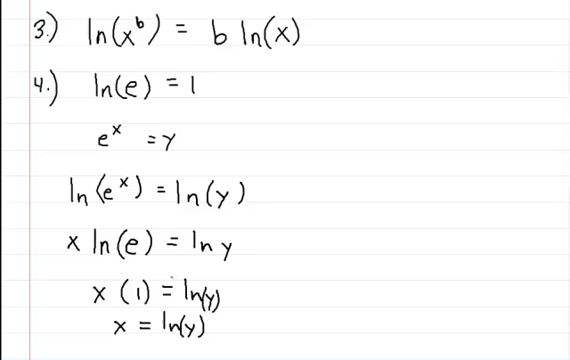 3.) ln(x^b) = b ln(x)
4.) ln(e) = 1
e^x = y
ln(e^x) = ln(y)
x ln(e) = ln y
x (1) = ln(y)
x = ln(y)